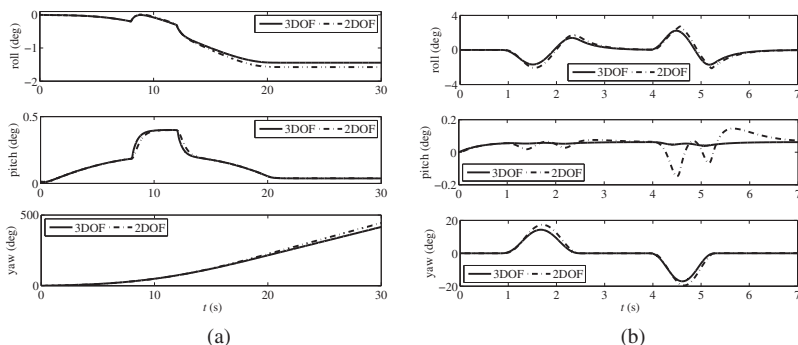 0
-1
-2
roll (deg)
3DOF 2DOF
0 10 20 30
0.5
0
pitch (deg)
3DOF 2DOF
0 10 20 30
500
0
yaw (deg)
3DOF 2DOF
0 10 20 30
t (s)
(a)
4
0
-4
roll (deg)
3DOF 2DOF
0 1 2 3 4 5 6 7
0.2
0
-0.2
pitch (deg)
3DOF 2DOF
0 1 2 3 4 5 6 7
20
0
-20
yaw (deg)
3DOF 2DOF
0 1 2 3 4 5 6 7
t (s)
(b)